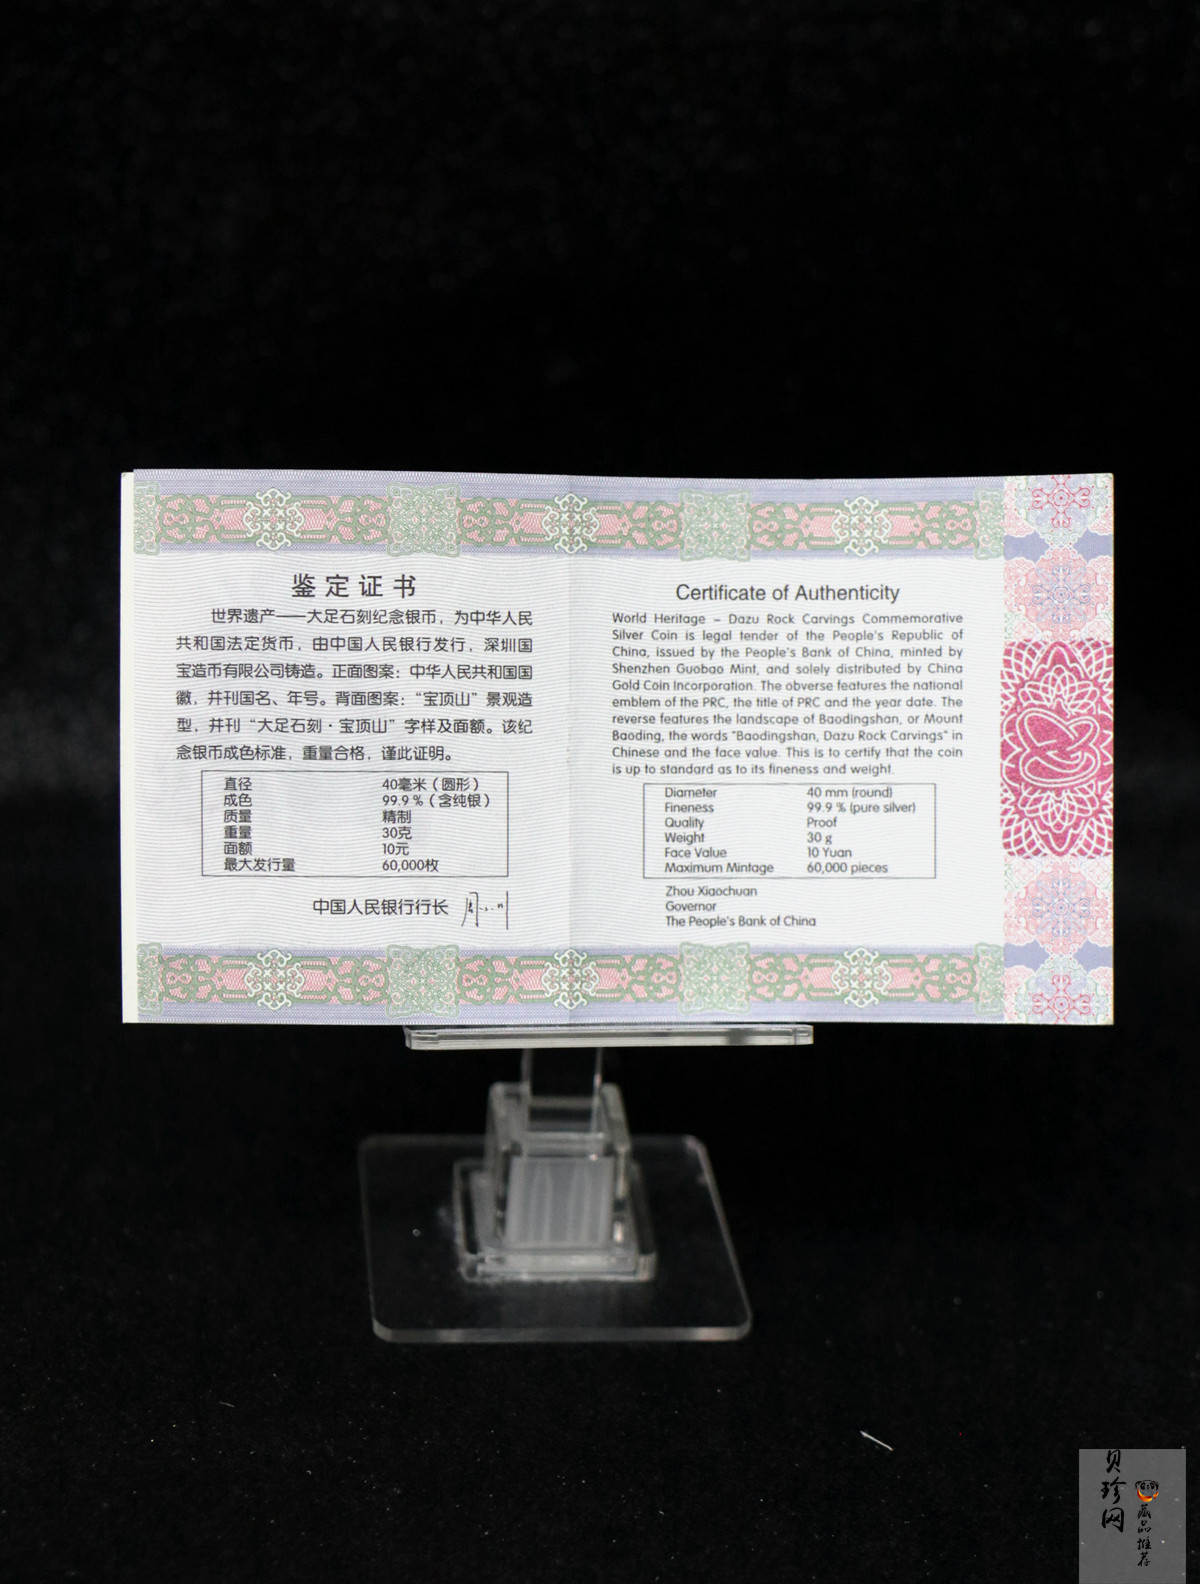 鉴定证书
世界遗产——大足石刻纪念银币，为中华人民
共和国法定货币，由中国人民银行发行，深圳国
宝造币有限公司铸造。正面图案：中华人民共和国国
徽，并刊国名、年号。背面图案：“宝顶山”景观造
型，并刊“大足石刻·宝顶山”字样及面额。该纪
念银币成色标准，重量合格，谨此证明。
直径 40毫米（圆形）
成色 99.9％（含纯银）
质量 精制
重量 30克
面额 10元
最大发行量 60,000枚
中国人民银行行长
Certificate of Authenticity
World Heritage – Dazu Rock Carvings Commemorative
Silver Coin is legal tender of the People's Republic of
China, issued by the People's Bank of China, minted by
Shenzhen Guobao Mint, and solely distributed by China
Gold Coin Incorporation. The obverse features the national
emblem of the PRC, the title of PRC and the year date. The
reverse features the landscape of Baodingshan, or Mount
Baoding, the words "Baodingshan, Dazu Rock Carvings" in
Chinese and the face value. This is to certify that the coin
is up to standard as to its fineness and weight.
Diameter 40 mm (round)
Fineness 99.9 % (pure silver)
Quality Proof
Weight 30 g
Face Value 10 Yuan
Maximum Mintage 60,000 pieces
Zhou Xiaochuan
Governor
The People's Bank of China
贝珍网
藏品推荐